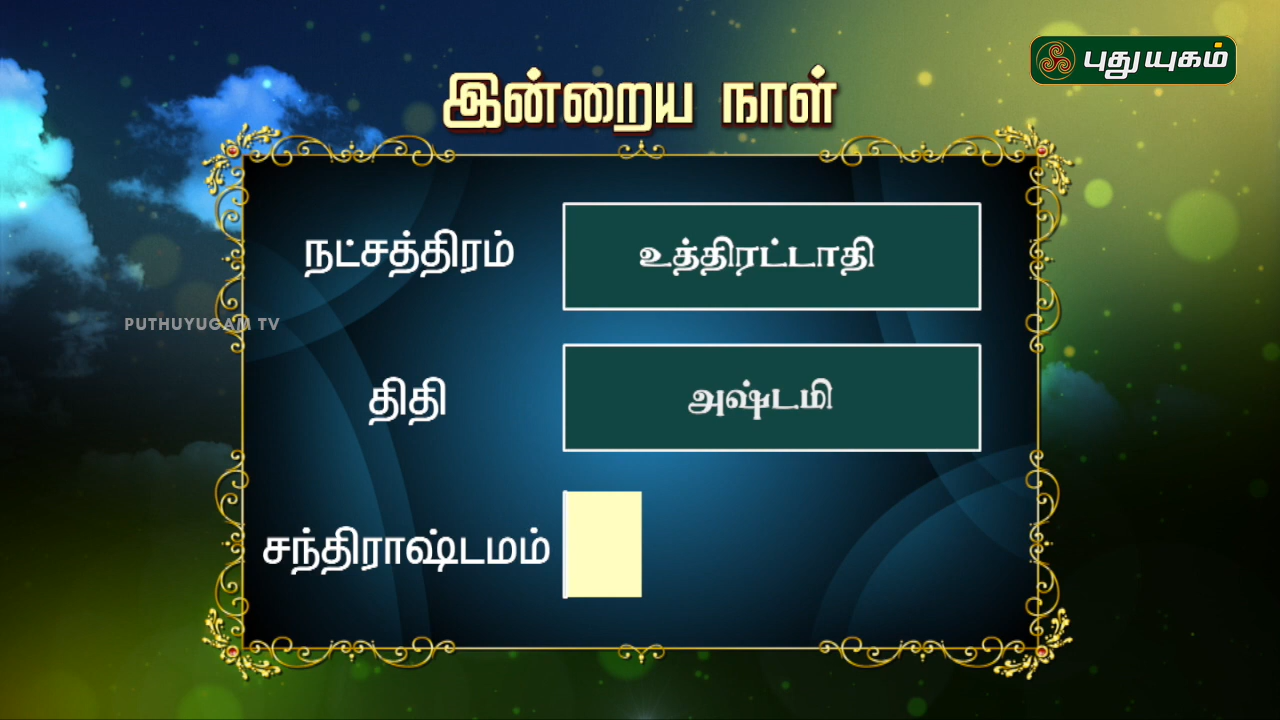 புதுயுகம்
இன்றைய நாள்
நட்சத்திரம் உத்திரட்டாதி
PUTHUYUGAM TV
திதி அஷ்டமி
சந்திராஷ்டமம்